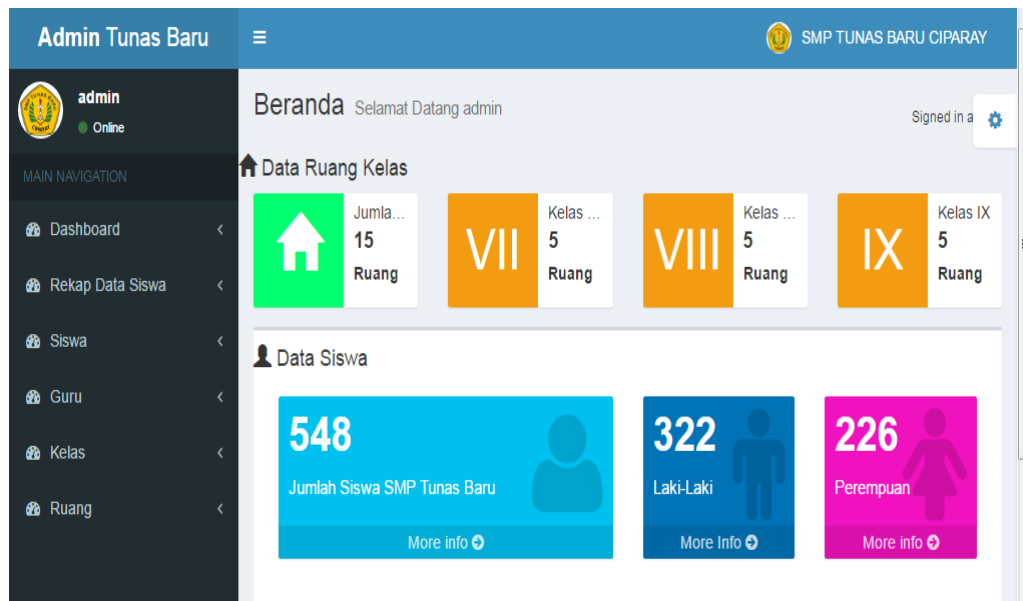 Admin Tunas Baru
SMP TUNAS BARU CIPARAY
admin
Online
MAIN NAVIGATION
Dashboard
Rekap Data Siswa
Siswa
Guru
Kelas
Ruang
Beranda Selamat Datang admin
Signed in a
Data Ruang Kelas
Jumla...
15
Ruang
VII
Kelas ...
5
Ruang
VIII
Kelas ...
5
Ruang
IX
Kelas IX
5
Ruang
Data Siswa
548
Jumlah Siswa SMP Tunas Baru
More info
322
Laki-Laki
More Info
226
Perempuan
More info